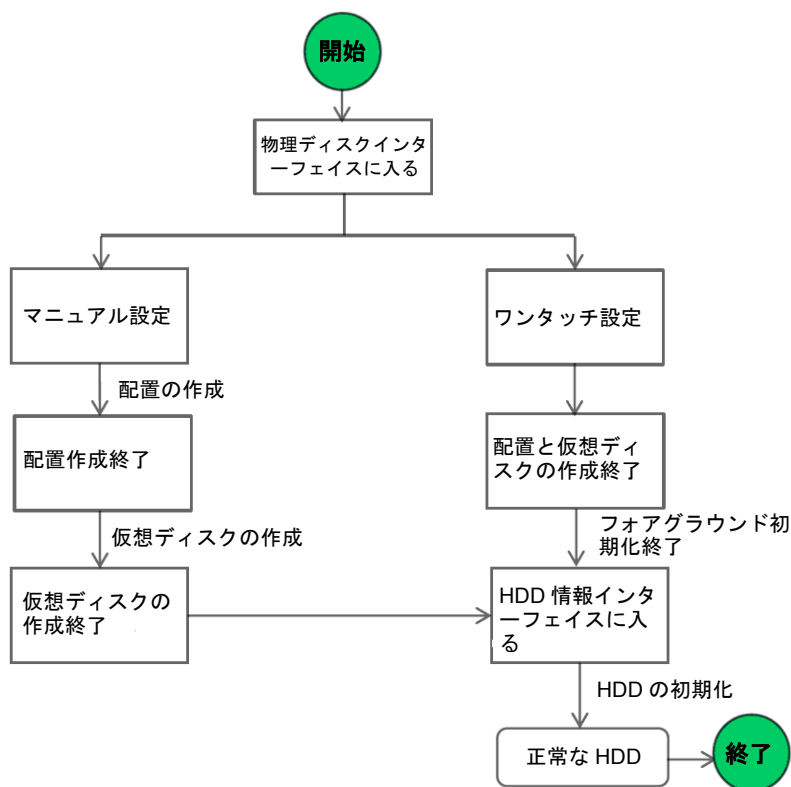 開始
物理ディスクインタ
ーフェイスに入る
マニュアル設定
ワンタッチ設定
配置の作成
配置作成終了
配置と仮想ディ
スクの作成終了
仮想ディスクの作成
フォアグラウンド初
期化終了
仮想ディスクの
作成終了
HDD 情報インタ
ーフェイスに入
る
HDD の初期化
正常な HDD
終了